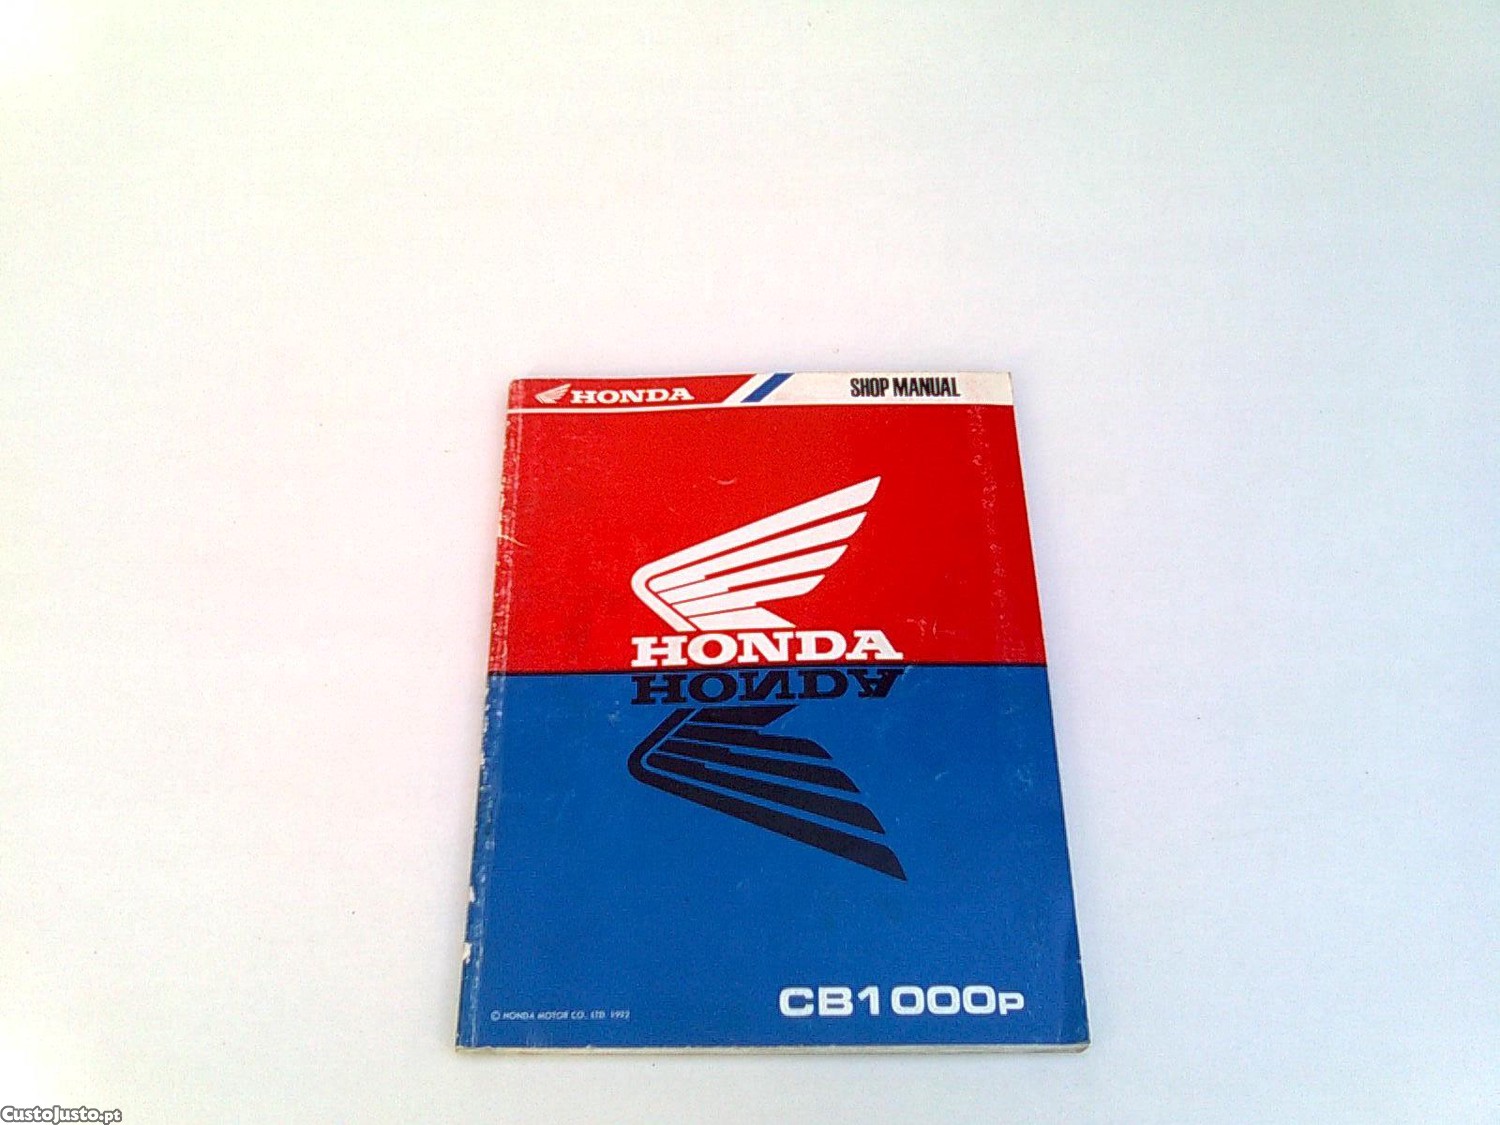 HONDA SHOP MANUAL
HONDA
HONDA
CB1000P
© HONDA MOTOR CO., LTD. 1992
CustoJusto.pt